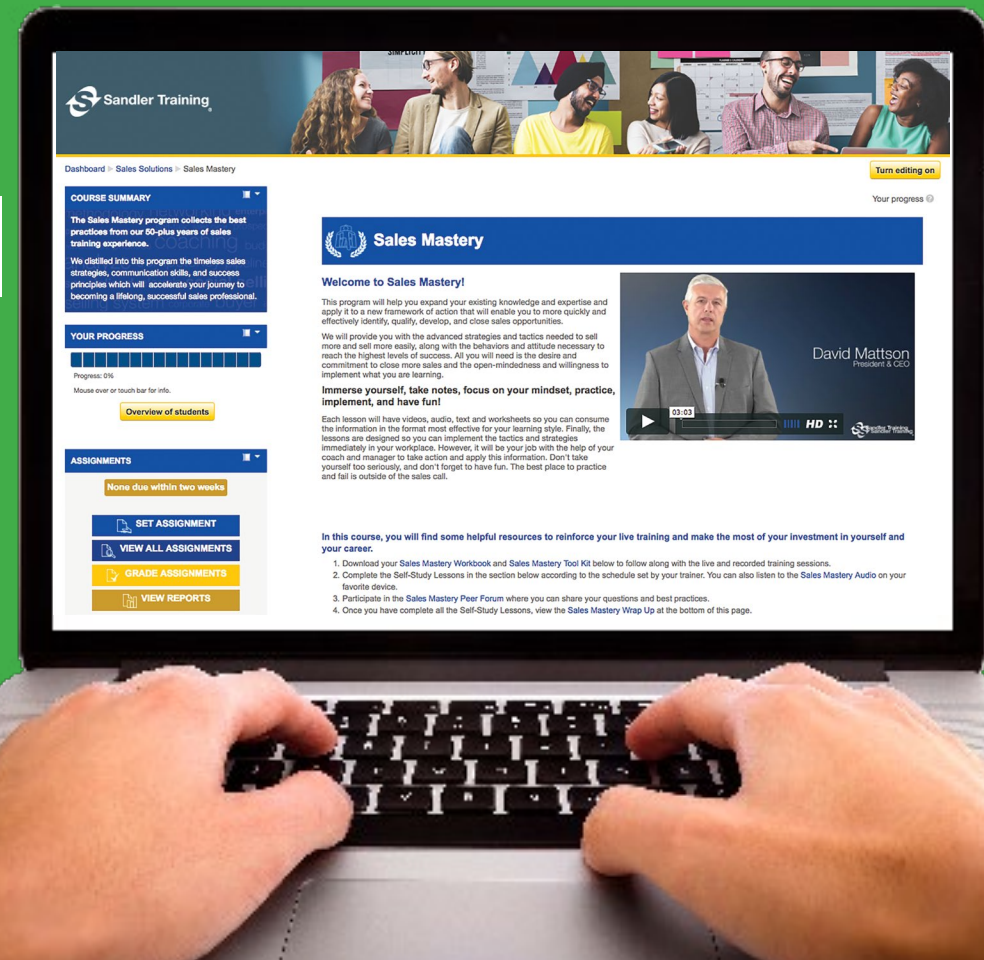 SIMPLICITY
Sandler Training
Dashboard Sales Solutions Sales Mastery
Turn editing on
Your progress
COURSE SUMMARY
The Sales Mastery program collects the best
practices from our 50-plus years of sales
training experience.
We distilled into this program the timeless sales
strategies, communication skills, and success
principles which will accelerate your journey to
becoming a lifelong, successful sales professional.
YOUR PROGRESS
Progress: 0%
Mouse over or touch bar for info.
Overview of students
ASSIGNMENTS
None due within two weeks
SET ASSIGNMENT
VIEW ALL ASSIGNMENTS
GRADE ASSIGNMENTS
VIEW REPORTS
Sales Mastery
Welcome to Sales Mastery!
This program will help you expand your existing knowledge and expertise and
apply it to a new framework of action that will enable you to more quickly and
effectively identify, qualify, develop, and close sales opportunities.
We will provide you with the advanced strategies and tactics needed to sell
more and sell more easily, along with the behaviors and attitude necessary to
reach the highest levels of success. All you will need is the desire and
commitment to close more sales and the open-mindedness and willingness to
implement what you are learning.
Immerse yourself, take notes, focus on your mindset, practice,
implement, and have fun!
Each lesson will have videos, audio, text and worksheets so you can consume
the information in the format most effective for your learning style. Finally, the
lessons are designed so you can implement the tactics and strategies
immediately in your workplace. However, it will be your job with the help of your
coach and manager to take action and apply this information. Don't take
yourself too seriously, and don't forget to have fun. The best place to practice
and fail is outside of the sales call.
David Mattson
President & CEO
03:03
HD
Sandler Training
In this course, you will find some helpful resources to reinforce your live training and make the most of your investment in yourself and
your career.
1. Download your Sales Mastery Workbook and Sales Mastery Tool Kit below to follow along with the live and recorded training sessions.
2. Complete the Self-Study Lessons in the section below according to the schedule set by your trainer. You can also listen to the Sales Mastery Audio on your
favorite device.
3. Participate in the Sales Mastery Peer Forum where you can share your questions and best practices.
4. Once you have complete all the Self-Study Lessons, view the Sales Mastery Wrap Up at the bottom of this page.